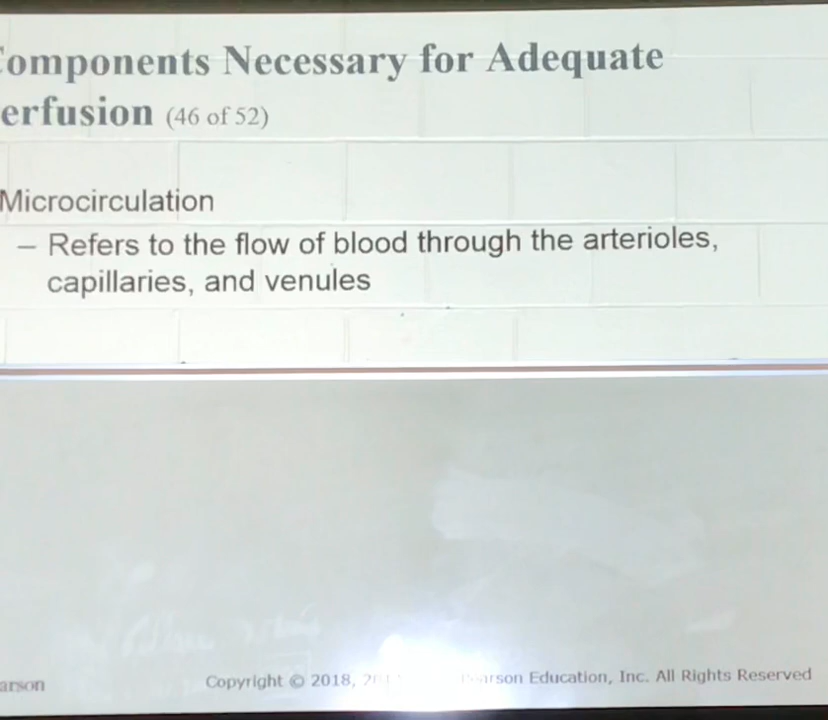 omponents Necessary for Adequate
erfusion (46 of 52)
Microcirculation
– Refers to the flow of blood through the arterioles,
capillaries, and venules
arson Copyright © 2018, Pearson Education, Inc. All Rights Reserved